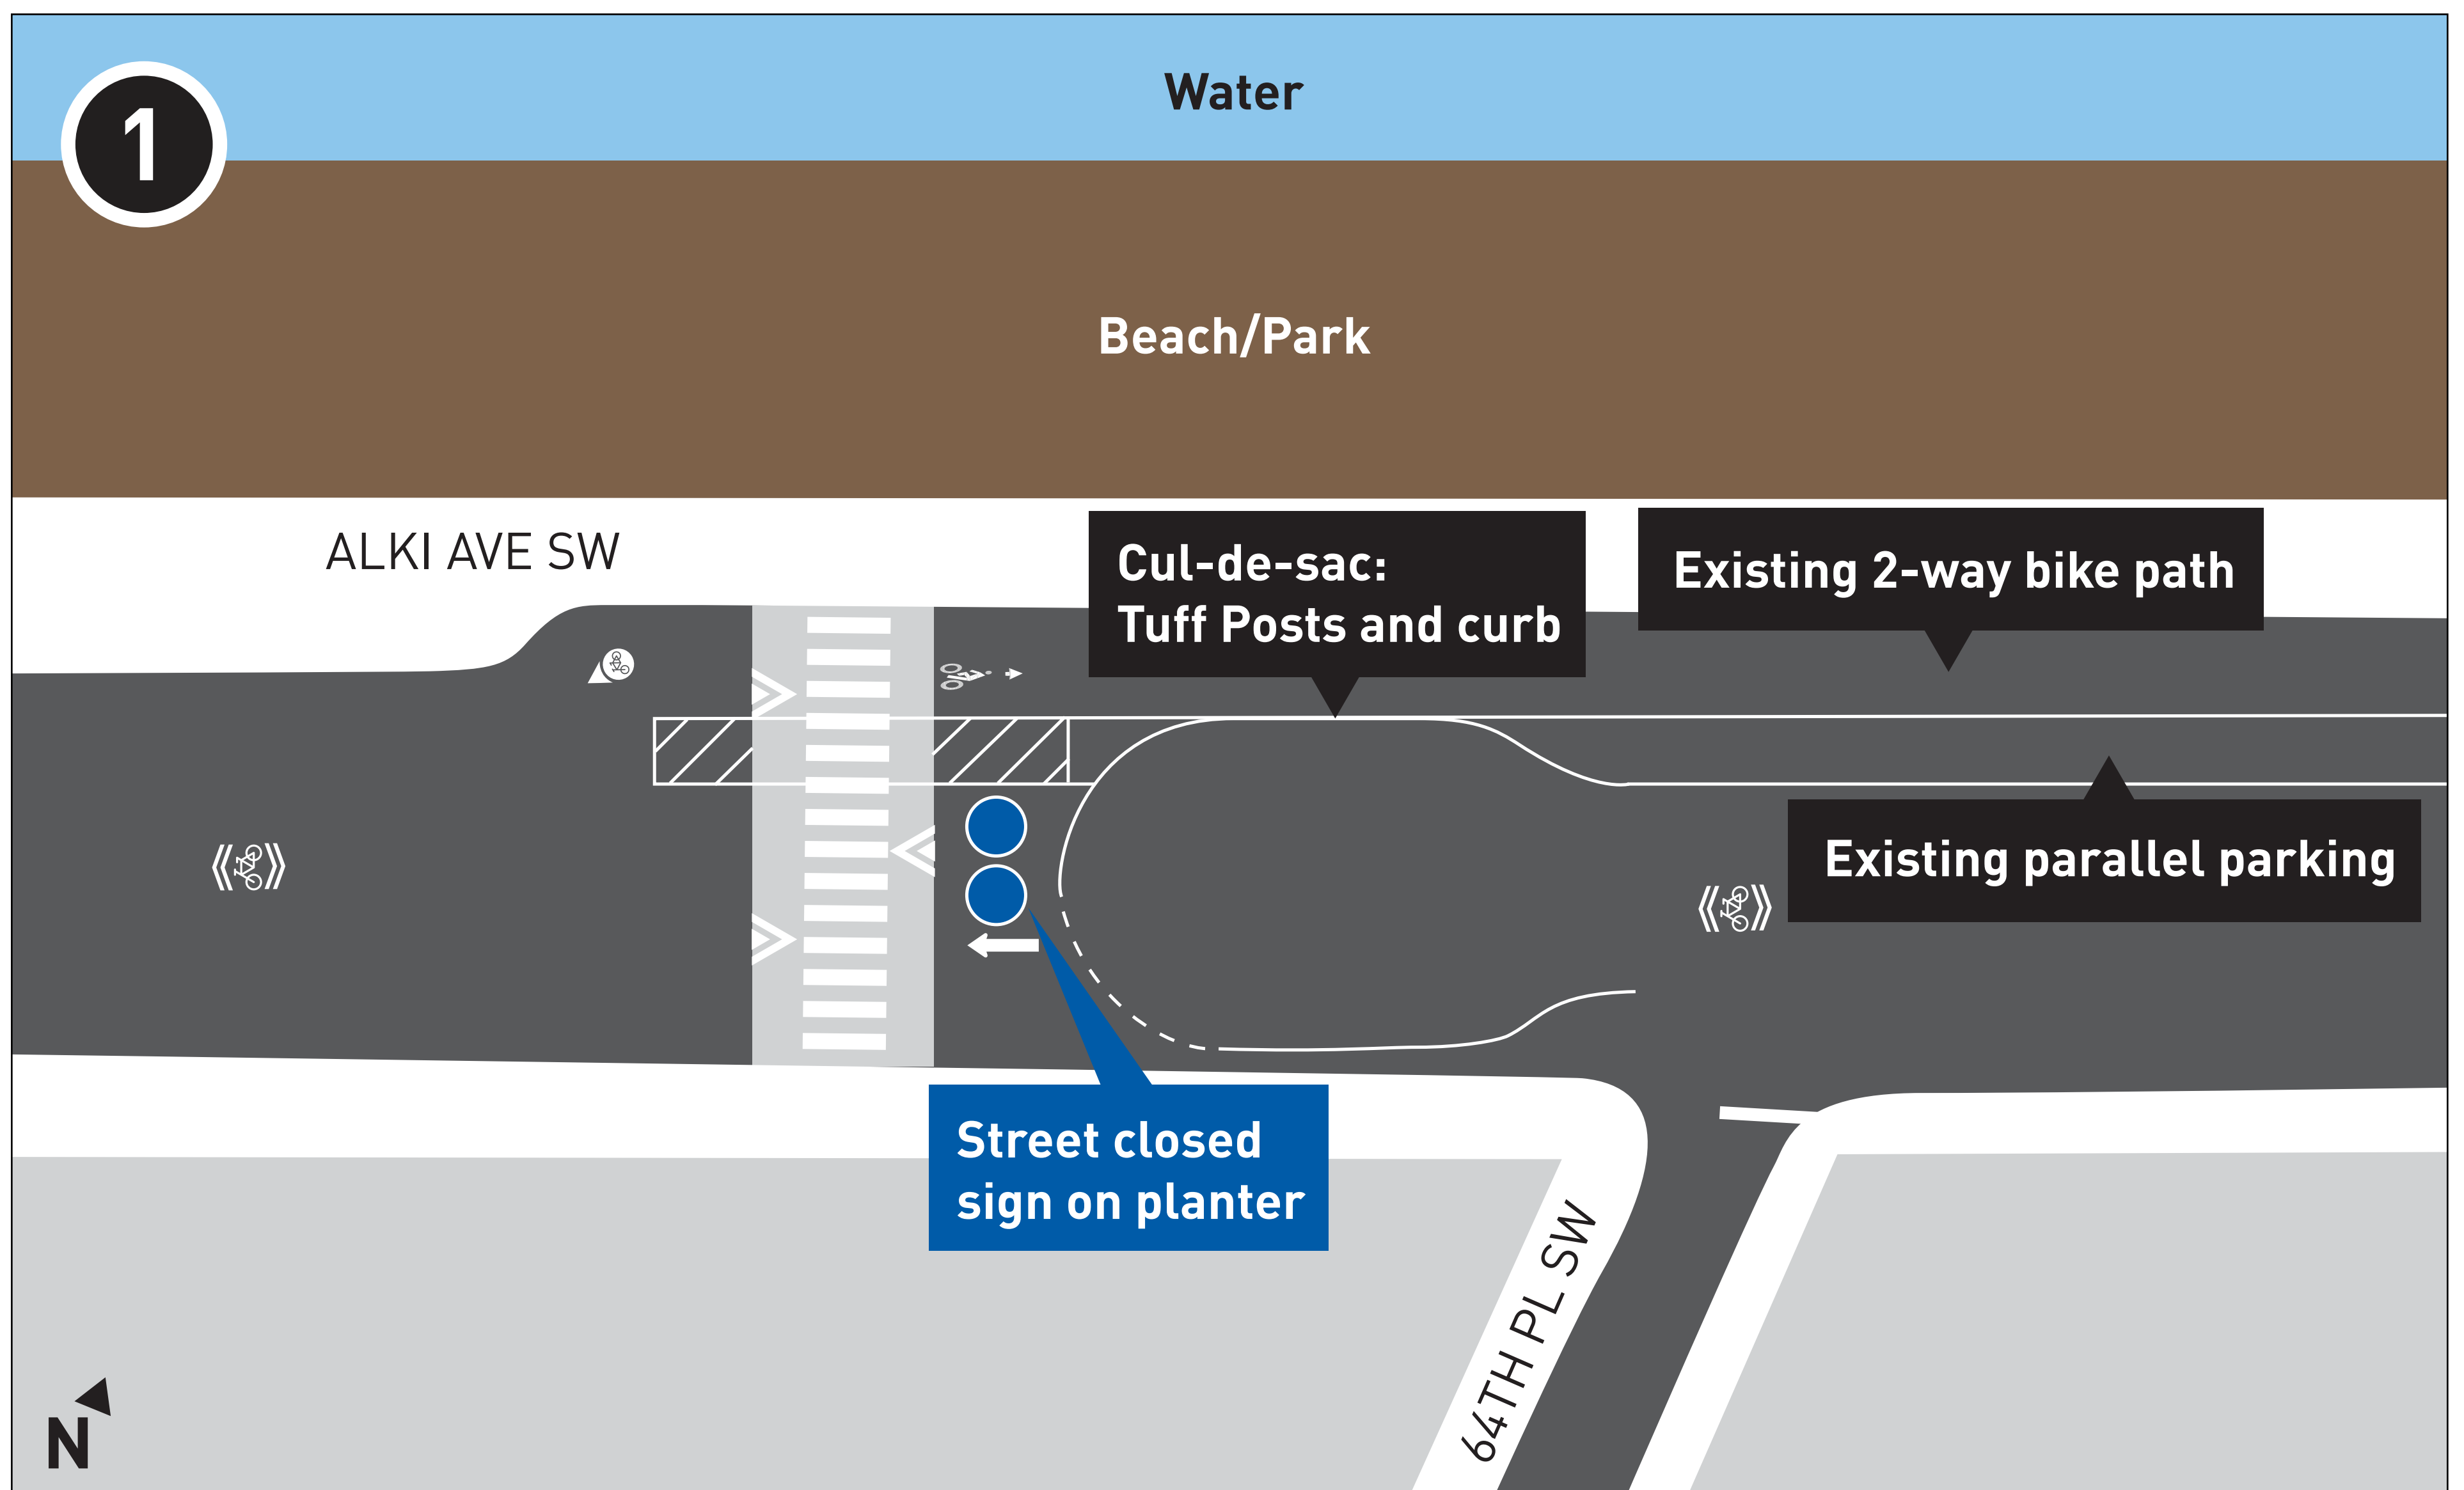 Water
1
Beach/Park
ALKI AVE SW
Cul-de-sac:
Tuff Posts and curb
Existing 2-way bike path
Existing parallel parking
Street closed
sign on planter
64TH PL SW
N